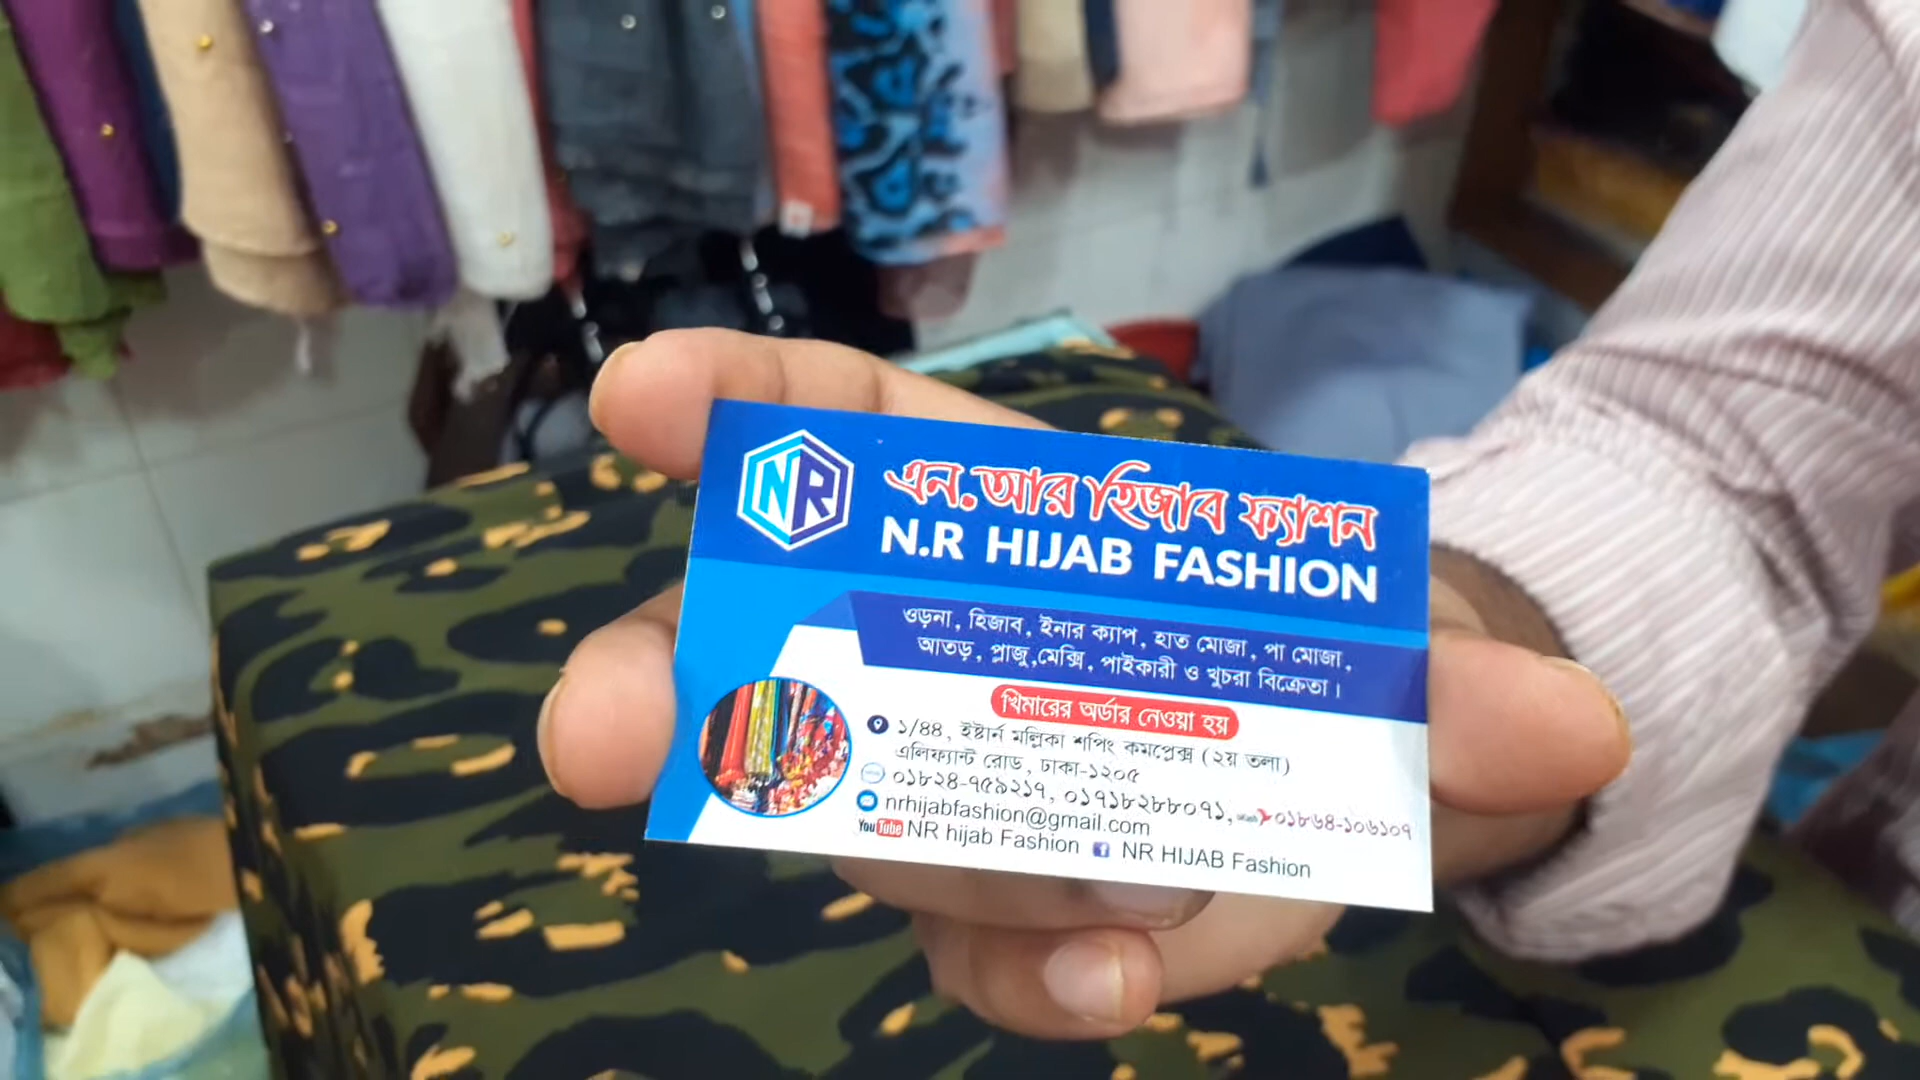 NR
এন.আর হিজাব ফ্যাশন
N.R HIJAB FASHION
ওড়না, হিজাব, ইনার ক্যাপ, হাত মোজা, পা মোজা,
আতড়, প্লাজু,মেক্সি, পাইকারী ও খুচরা বিক্রেতা।
খিমারের অর্ডার নেওয়া হয়
১/৪৪, ইষ্টার্ন মল্লিকা শপিং কমপ্লেক্স (২য় তলা)
এলিফ্যান্ট রোড, ঢাকা-১২০৫
০১৮২৪-৭৫৯২১৭, ০১৭১৮২৮৮০৭১, ০১৮৬৪-১০৬১০৭
nrhijabfashion@gmail.com
You Tube NR hijab Fashion f NR HIJAB Fashion